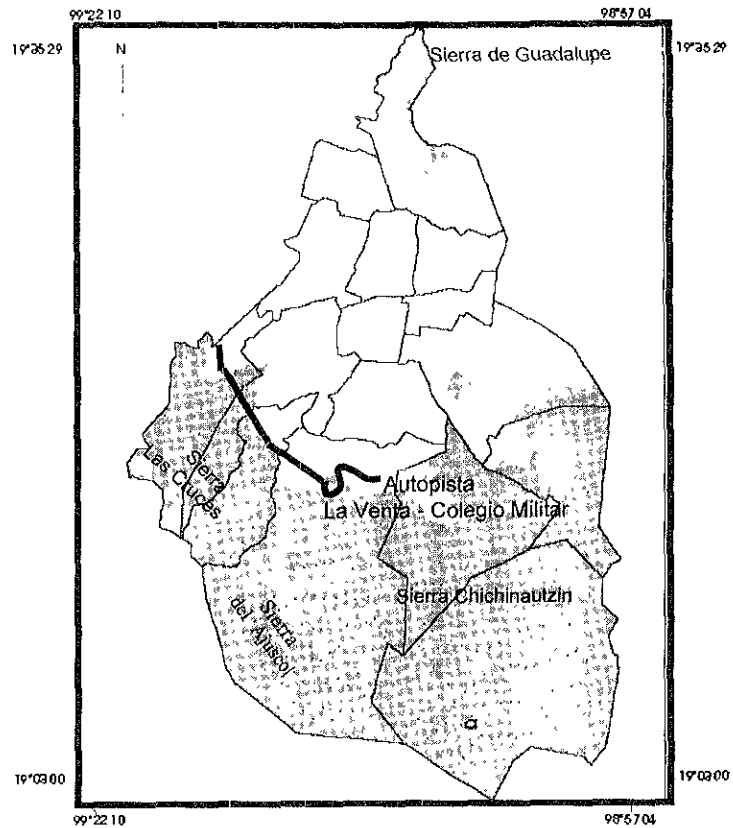 99°22 10
98°57 04
19°35 29
N
Sierra de Guadalupe
19°35 29
Sierra
Las Cruces
Autopista
La Venta - Colegio Militar
Sierra Chichinautzin
Sierra
del Ajusco
19°03 00
19°03 00
99°22 10
98°57 04